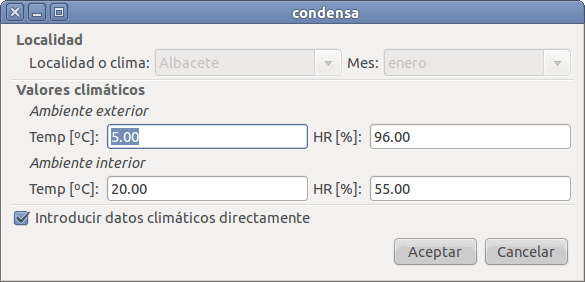 condensa
Localidad
Localidad o clima: Albacete Mes: enero
Valores climáticos
Ambiente exterior
Temp [ºC]: 5.00 HR [%]: 96.00
Ambiente interior
Temp [ºC]: 20.00 HR [%]: 55.00
Introducir datos climáticos directamente
Aceptar Cancelar